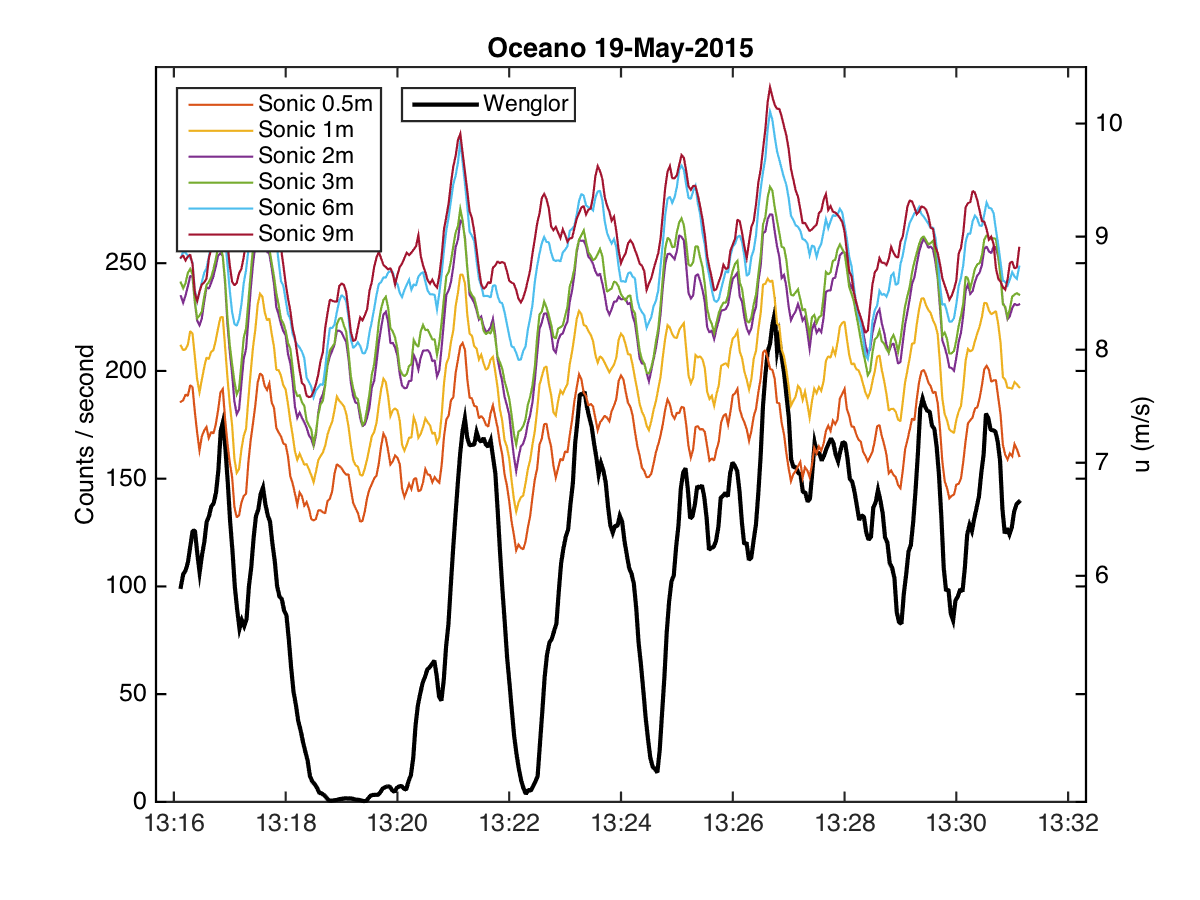 Oceano 19-May-2015
Sonic 0.5m
Sonic 1m
Sonic 2m
Sonic 3m
Sonic 6m
Sonic 9m
Wenglor
Counts / second
250
200
150
100
50
0
u (m/s)
10
9
8
7
6
13:16 13:18 13:20 13:22 13:24 13:26 13:28 13:30 13:32